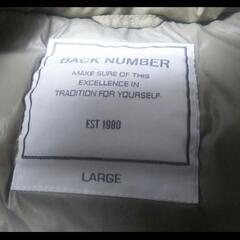 BACK NUMBER
MAKE SURE OF THIS
EXCELLENCE IN
TRADITION FOR YOURSELF.
EST 1980
LARGE